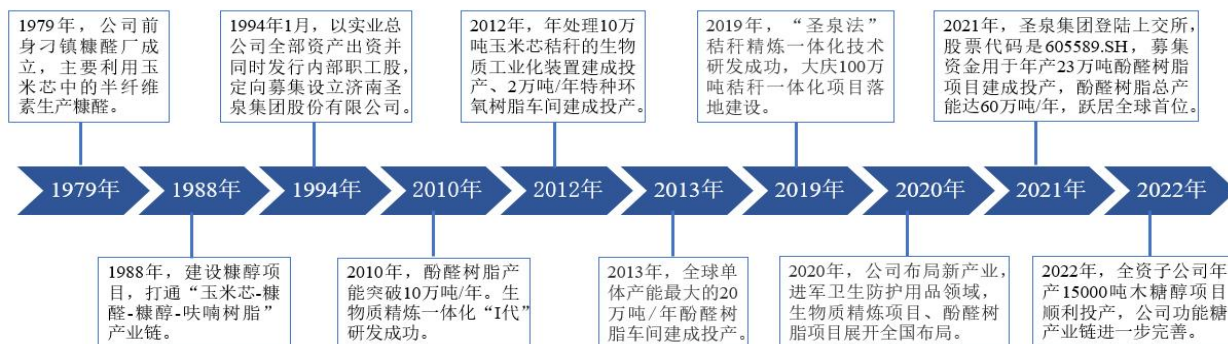 1979年，公司前
身刁镇糠醛厂成
立，主要利用玉
米芯中的半纤维
素生产糠醛。
1994年1月，以实业总
公司全部资产出资并
同时发行内部职工股，
定向募集设立济南圣
泉集团股份有限公司。
2012年，年处理10万
吨玉米芯秸秆的生物
质工业化装置建成投
产、2万吨/年特种环
氧树脂车间建成投产。
2019年，“圣泉法”
秸秆精炼一体化技术
研发成功，大庆100万
吨秸秆一体化项目落
地建设。
2021年，圣泉集团登陆上交所，
股票代码是605589.SH，募集
资金用于年产23万吨酚醛树脂
项目建成投产，酚醛树脂总产
能达60万吨/年，跃居全球首位。
1979年
1988年
1994年
2010年
2012年
2013年
2019年
2020年
2021年
2022年
1988年，建设糠醇项
目，打通“玉米芯-糠
醛-糠醇-呋喃树脂”
产业链。
2010年，酚醛树脂产
能突破10万吨/年。生
物质精炼一体化“I代”
研发成功。
2013年，全球单
体产能最大的20
万吨/年酚醛树
脂车间建成投产。
2020年，公司布局新产业，
进军卫生防护用品领域，
生物质精炼项目、酚醛树
脂项目展开全国布局。
2022年，全资子公司年
产15000吨木糖醇项目
顺利投产，公司功能糖
产业链进一步完善。